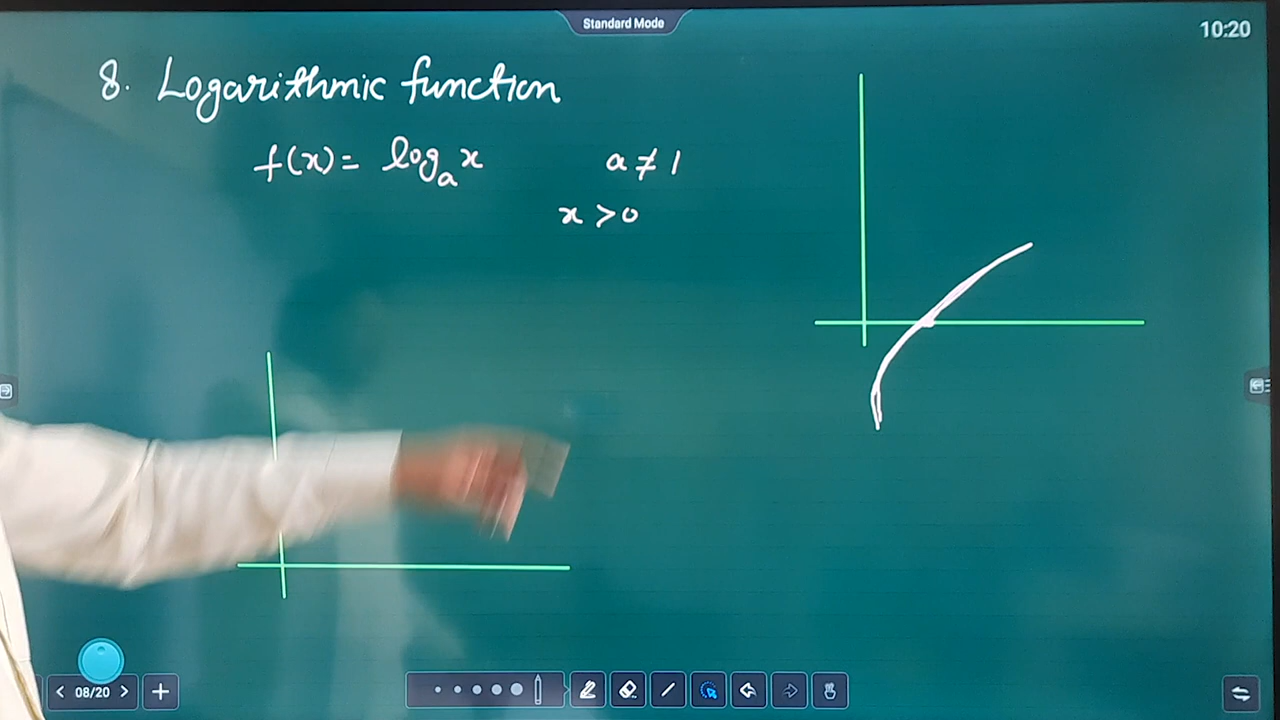 Standard Mode
10:20
8. Logarithmic function
f(x) = logₐx a ≠ 1
x > 0
08/20